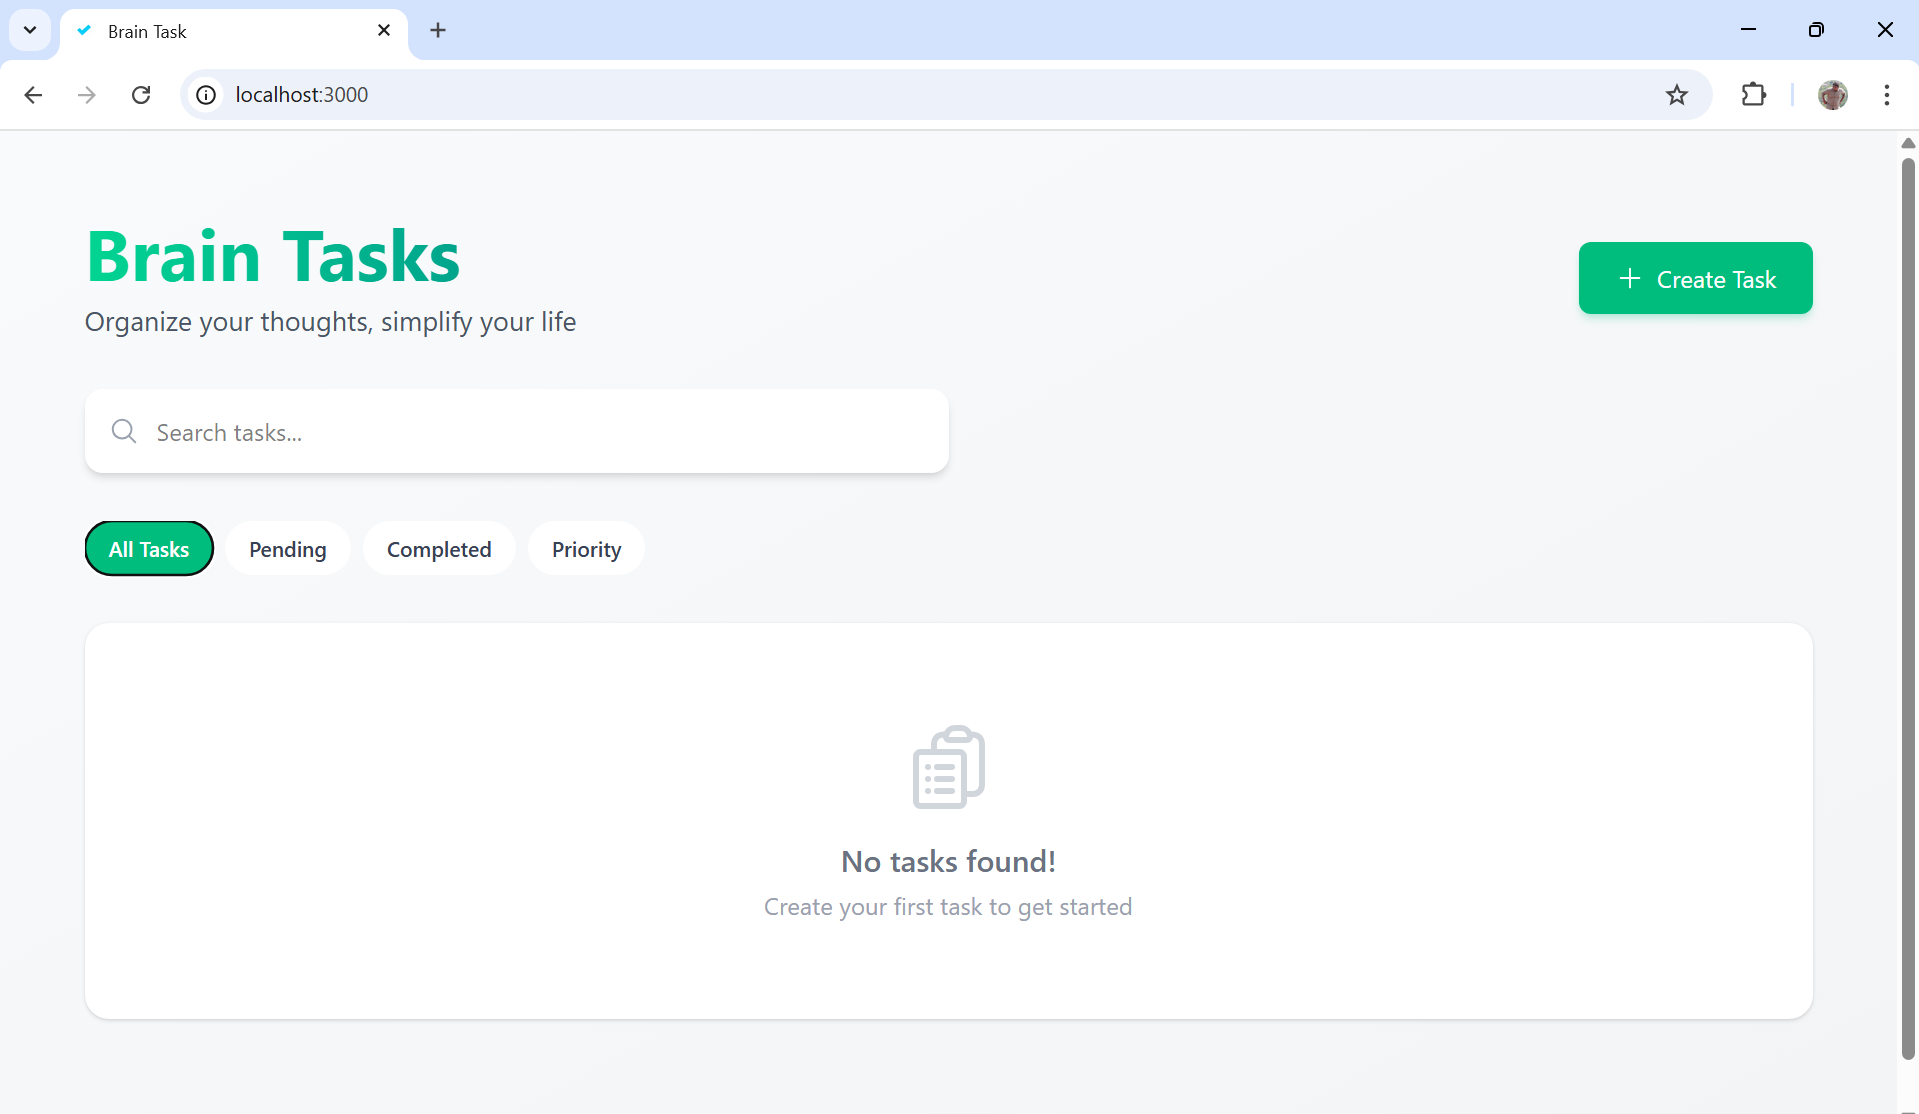 Brain Task
localhost:3000
Brain Tasks
Organize your thoughts, simplify your life
Create Task
Search tasks...
All Tasks
Pending
Completed
Priority
No tasks found!
Create your first task to get started